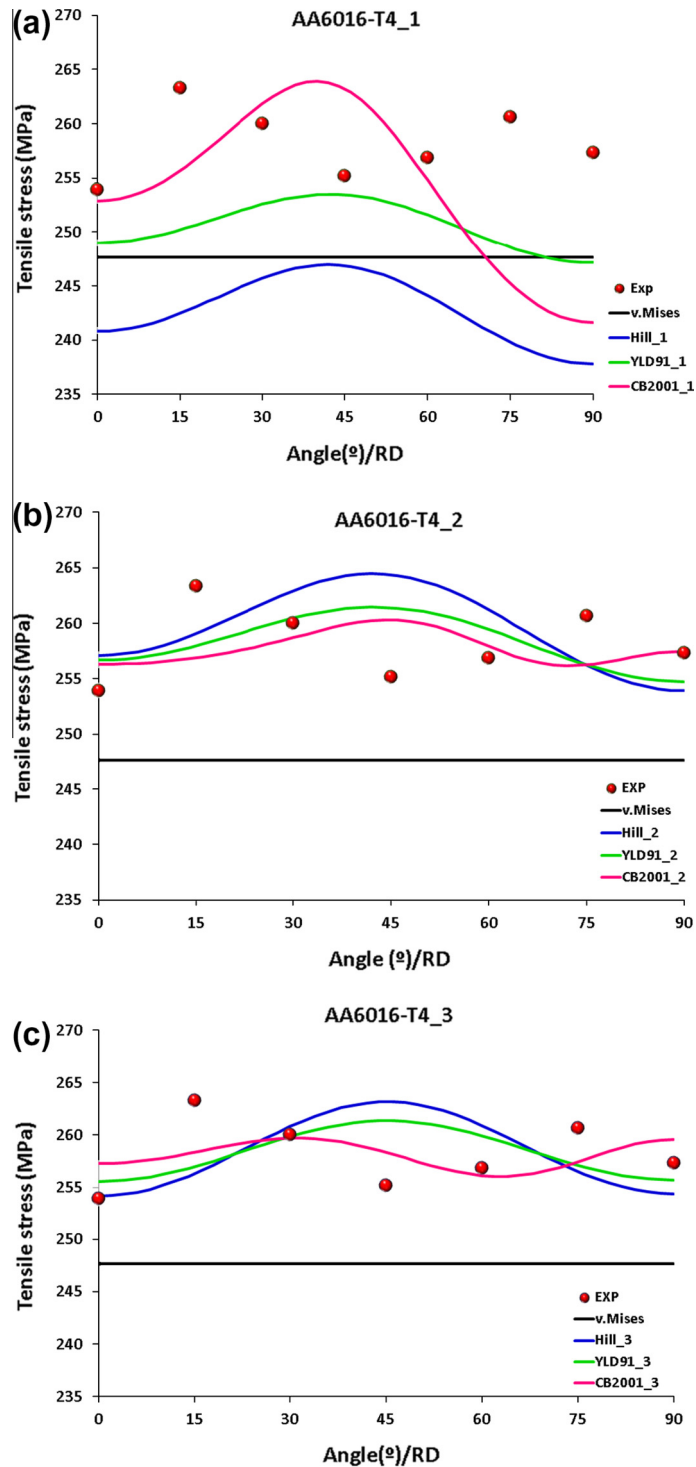 (a)
AA6016-T4_1
Tensile stress (MPa)
270
265
260
255
250
245
240
235
0 15 30 45 60 75 90
Angle(º)/RD
Exp
v.Mises
Hill_1
YLD91_1
CB2001_1
(b)
AA6016-T4_2
Tensile stress (MPa)
270
265
260
255
250
245
240
235
0 15 30 45 60 75 90
Angle (º)/RD
EXP
v.Mises
Hill_2
YLD91_2
CB2001_2
(c)
AA6016-T4_3
Tensile stress (MPa)
270
265
260
255
250
245
240
235
0 15 30 45 60 75 90
Angle(º)/RD
EXP
v.Mises
Hill_3
YLD91_3
CB2001_3